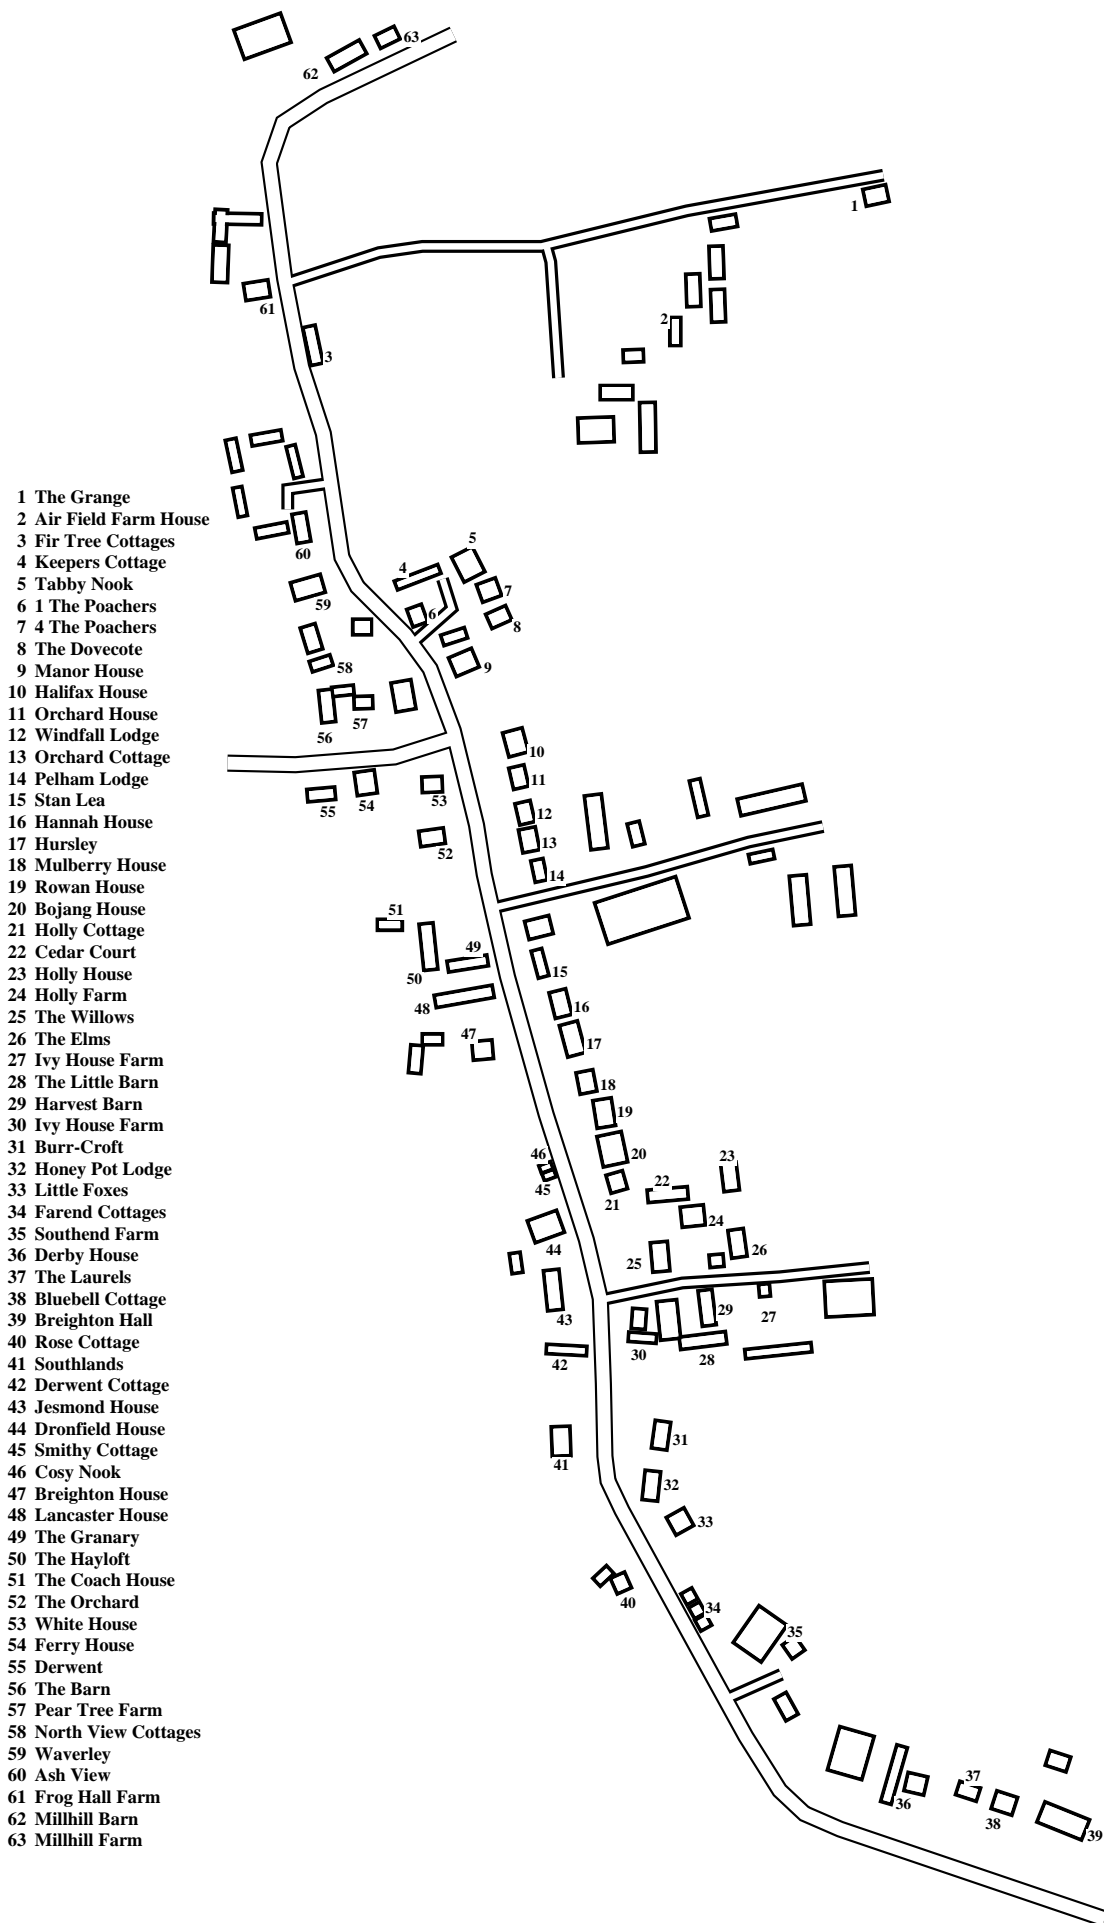 63
62
1
61
2
3
1 The Grange
2 Air Field Farm House
3 Fir Tree Cottages
4 Keepers Cottage
5 Tabby Nook
6 1 The Poachers
7 4 The Poachers
8 The Dovecote
9 Manor House
10 Halifax House
11 Orchard House
12 Windfall Lodge
13 Orchard Cottage
14 Pelham Lodge
15 Stan Lea
16 Hannah House
17 Hursley
18 Mulberry House
19 Rowan House
20 Bojang House
21 Holly Cottage
22 Cedar Court
23 Holly House
24 Holly Farm
25 The Willows
26 The Elms
27 Ivy House Farm
28 The Little Barn
29 Harvest Barn
30 Ivy House Farm
31 Burr-Croft
32 Honey Pot Lodge
33 Little Foxes
34 Farend Cottages
35 Southend Farm
36 Derby House
37 The Laurels
38 Bluebell Cottage
39 Breighton Hall
40 Rose Cottage
41 Southlands
42 Derwent Cottage
43 Jesmond House
44 Dronfield House
45 Smithy Cottage
46 Cosy Nook
47 Breighton House
48 Lancaster House
49 The Granary
50 The Hayloft
51 The Coach House
52 The Orchard
53 White House
54 Ferry House
55 Derwent
56 The Barn
57 Pear Tree Farm
58 North View Cottages
59 Waverley
60 Ash View
61 Frog Hall Farm
62 Millhill Barn
63 Millhill Farm
5
60
4
7
59
6
8
58
9
57
56
10
11
53
54
55
12
13
52
14
51
49
15
50
16
48
47
17
18
19
46
20
23
45
22
21
24
44
26
25
29
27
43
30
28
42
31
41
32
33
40
34
35
37
36
38
39